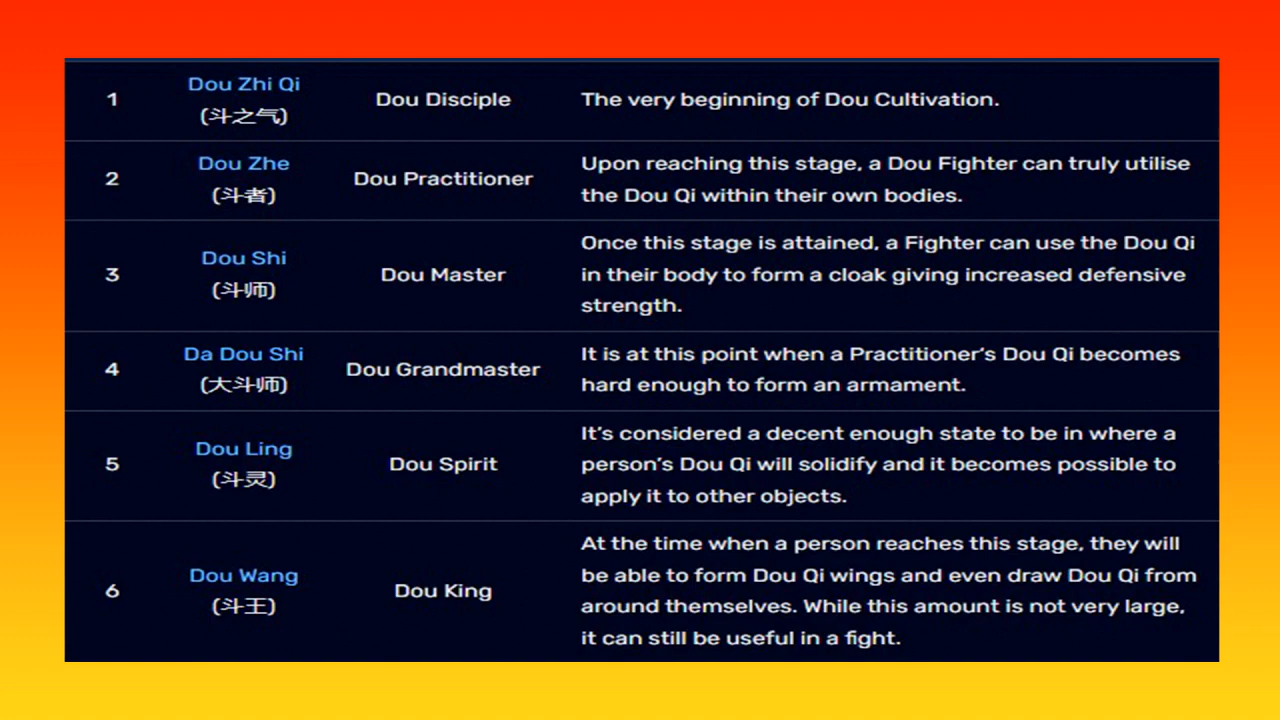 1
Dou Zhi Qi
(斗之气)
Dou Disciple
The very beginning of Dou Cultivation.
2
Dou Zhe
(斗者)
Dou Practitioner
Upon reaching this stage, a Dou Fighter can truly utilise
the Dou Qi within their own bodies.
3
Dou Shi
(斗师)
Dou Master
Once this stage is attained, a Fighter can use the Dou Qi
in their body to form a cloak giving increased defensive
strength.
4
Da Dou Shi
(大斗师)
Dou Grandmaster
It is at this point when a Practitioner's Dou Qi becomes
hard enough to form an armament.
5
Dou Ling
(斗灵)
Dou Spirit
It's considered a decent enough state to be in where a
person's Dou Qi will solidify and it becomes possible to
apply it to other objects.
6
Dou Wang
(斗王)
Dou King
At the time when a person reaches this stage, they will
be able to form Dou Qi wings and even draw Dou Qi from
around themselves. While this amount is not very large,
it can still be useful in a fight.